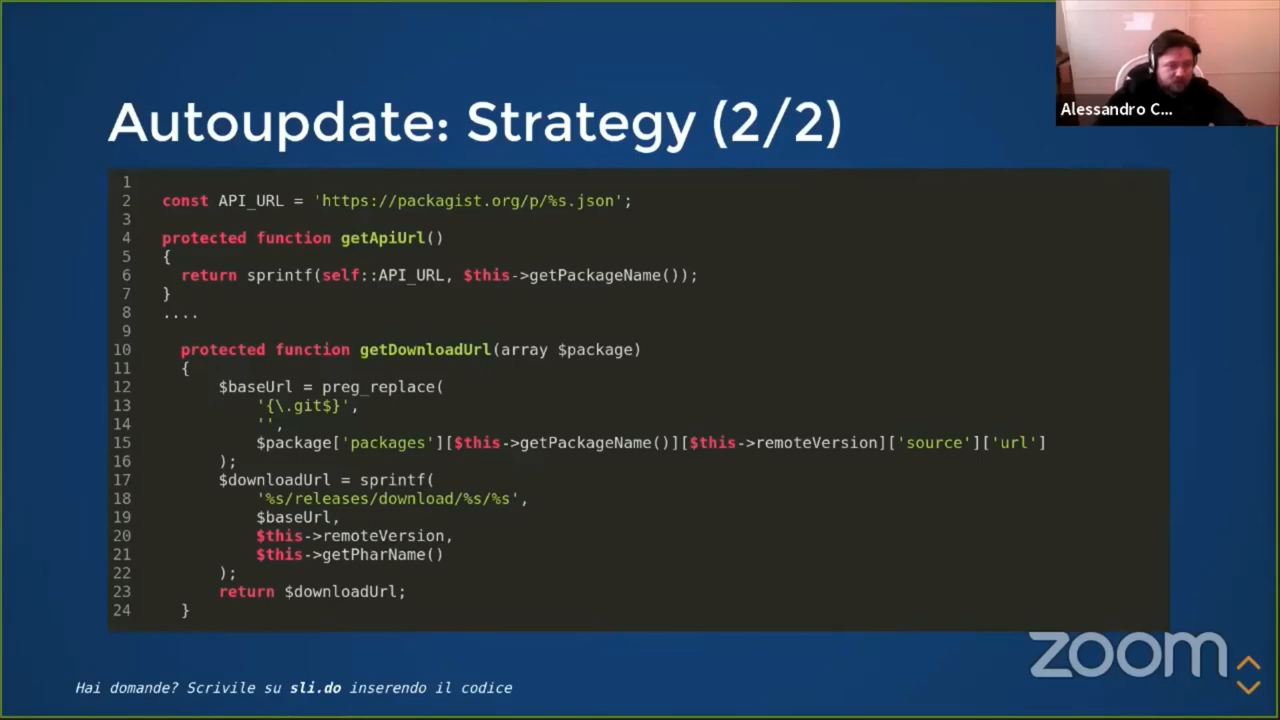 Alessandro C...
Autoupdate: Strategy (2/2)
1
2 const API_URL = 'https://packagist.org/p/%s.json';
3
4 protected function getApiUrl()
5 {
6 return sprintf(self::API_URL, $this->getPackageName());
7 }
8 ....
9
10 protected function getDownloadUrl(array $package)
11 {
12 $baseUrl = preg_replace(
13 '{\.git$}',
14 '',
15 $package['packages'][$this->getPackageName()][$this->remoteVersion]['source']['url']
16 );
17 $downloadUrl = sprintf(
18 '%s/releases/download/%s/%s',
19 $baseUrl,
20 $this->remoteVersion,
21 $this->getPharName()
22 );
23 return $downloadUrl;
24 }
zoom
Hai domande? Scrivile su sli.do inserendo il codice